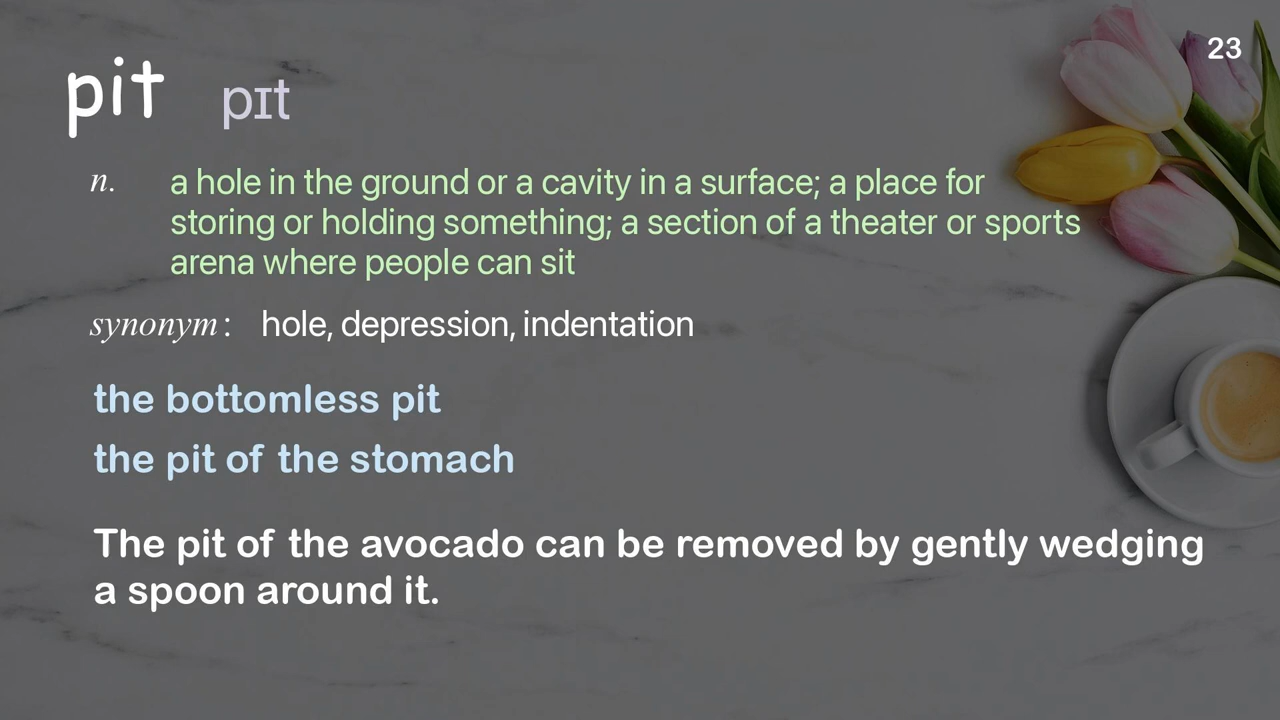 23
pit pɪt
n. a hole in the ground or a cavity in a surface; a place for
storing or holding something; a section of a theater or sports
arena where people can sit
synonym: hole, depression, indentation
the bottomless pit
the pit of the stomach
The pit of the avocado can be removed by gently wedging
a spoon around it.